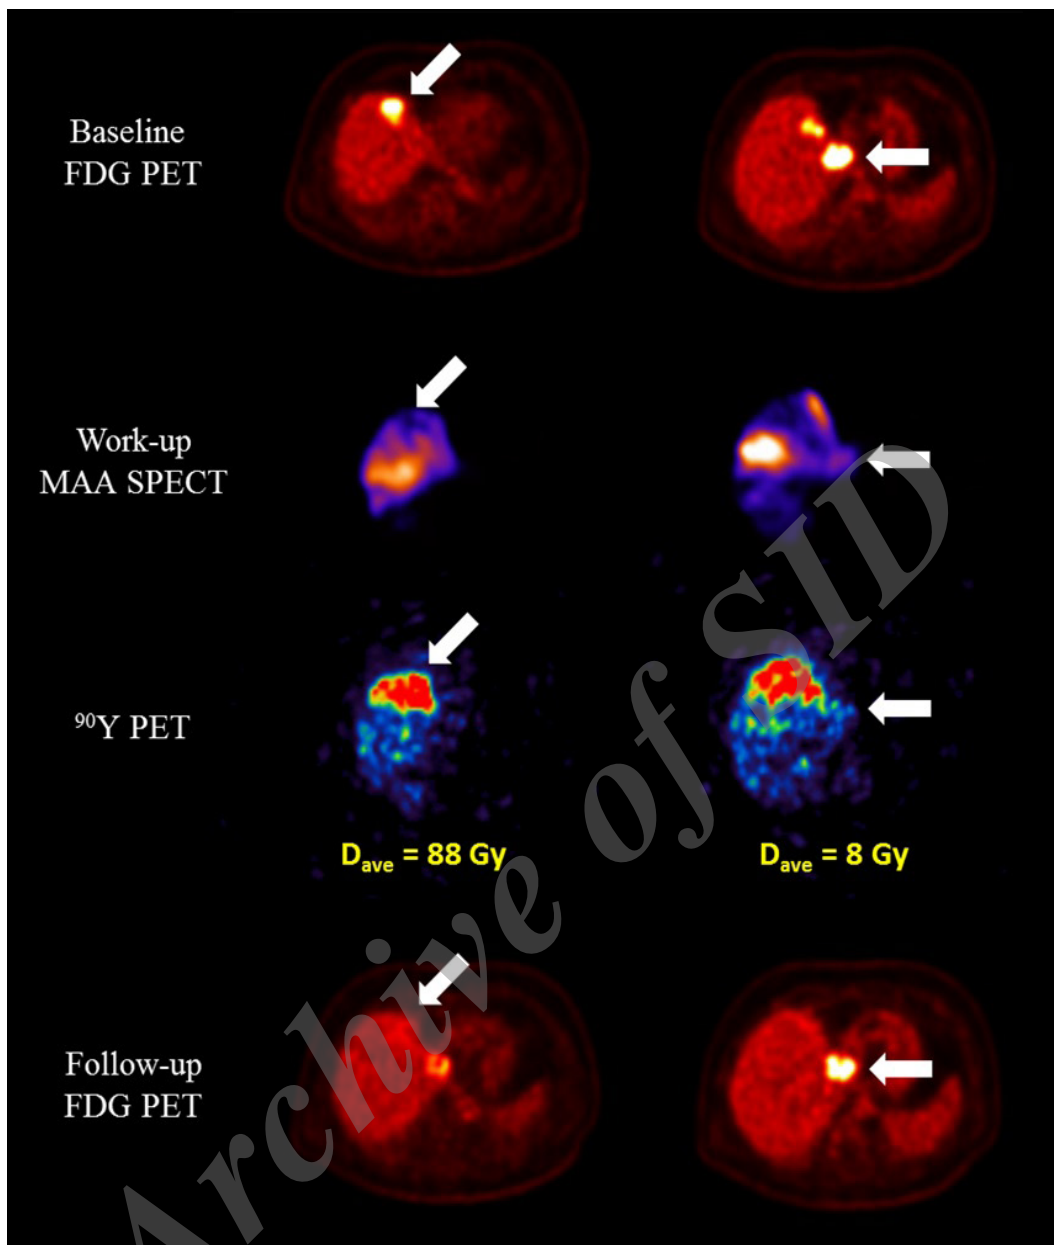 Baseline
FDG PET
Work-up
MAA SPECT
⁹⁰Y PET
Dave = 88 Gy
Dave = 8 Gy
Follow-up
FDG PET
Archive of SID